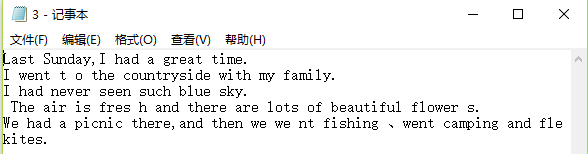 3 - 记事本
文件(F) 编辑(E) 格式(O) 查看(V) 帮助(H)
Last Sunday,I had a great time.
I went t o the countryside with my family.
I had never seen such blue sky.
The air is fres h and there are lots of beautiful flower s.
We had a picnic there,and then we we nt fishing 、went camping and fle
kites.